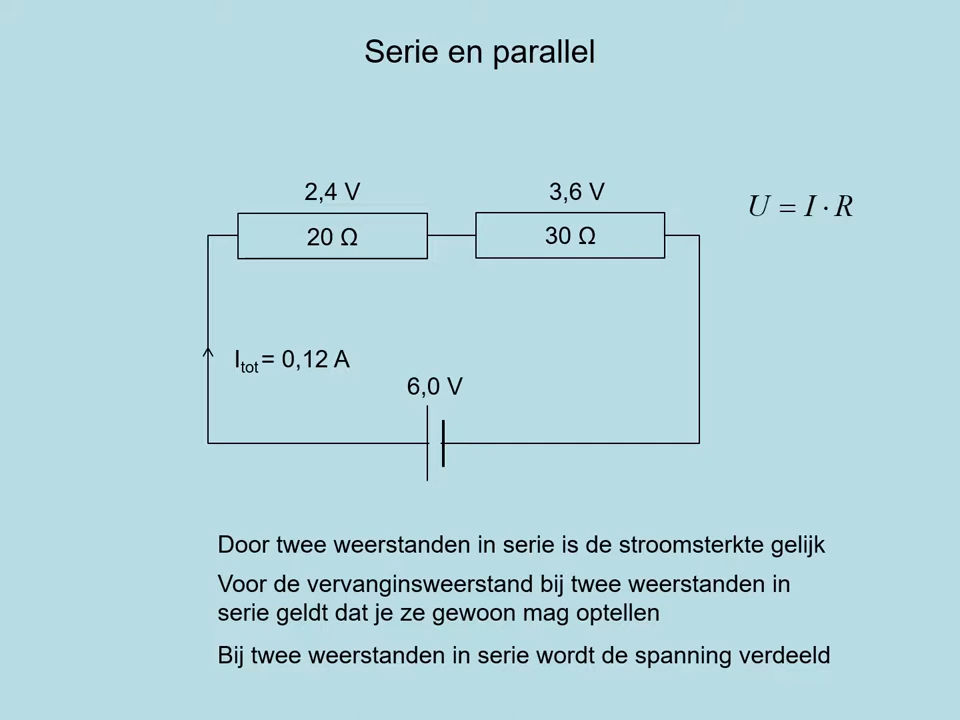 Serie en parallel
2,4 V
3,6 V
U = I · R
20 Ω
30 Ω
Itot = 0,12 A
6,0 V
Door twee weerstanden in serie is de stroomsterkte gelijk
Voor de vervanginsweerstand bij twee weerstanden in
serie geldt dat je ze gewoon mag optellen
Bij twee weerstanden in serie wordt de spanning verdeeld